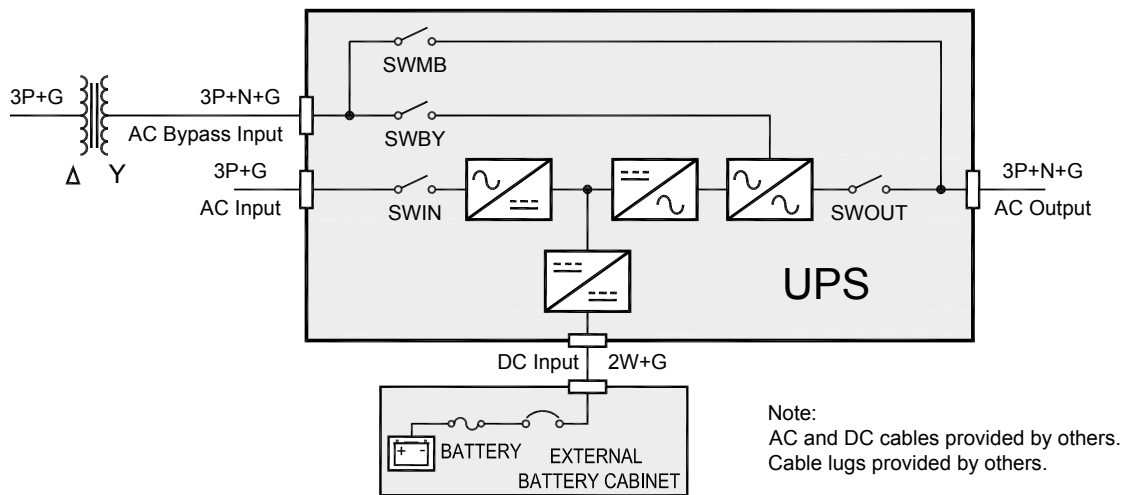 SWMB
3P+G
3P+N+G
AC Bypass Input
SWBY
Δ Y
3P+G
AC Input
SWIN
SWOUT
3P+N+G
AC Output
UPS
DC Input 2W+G
BATTERY
EXTERNAL
BATTERY CABINET
Note:
AC and DC cables provided by others.
Cable lugs provided by others.